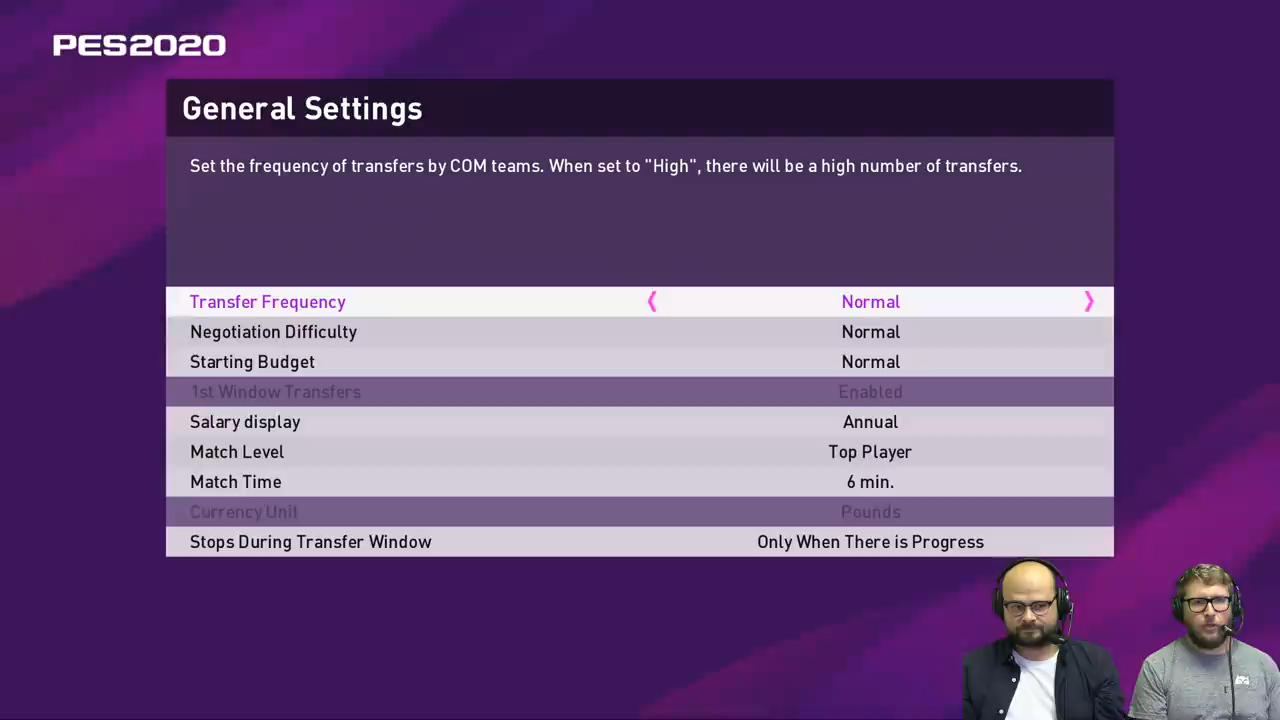 PES2020
General Settings
Set the frequency of transfers by COM teams. When set to "High", there will be a high number of transfers.
Transfer Frequency Normal
Negotiation Difficulty Normal
Starting Budget Normal
1st Window Transfers Enabled
Salary display Annual
Match Level Top Player
Match Time 6 min.
Currency Unit Pounds
Stops During Transfer Window Only When There is Progress